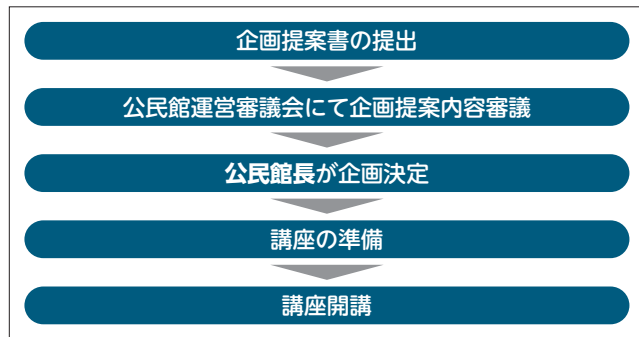 企画提案書の提出
公民館運営審議会にて企画提案内容審議
公民館長が企画決定
講座の準備
講座開講